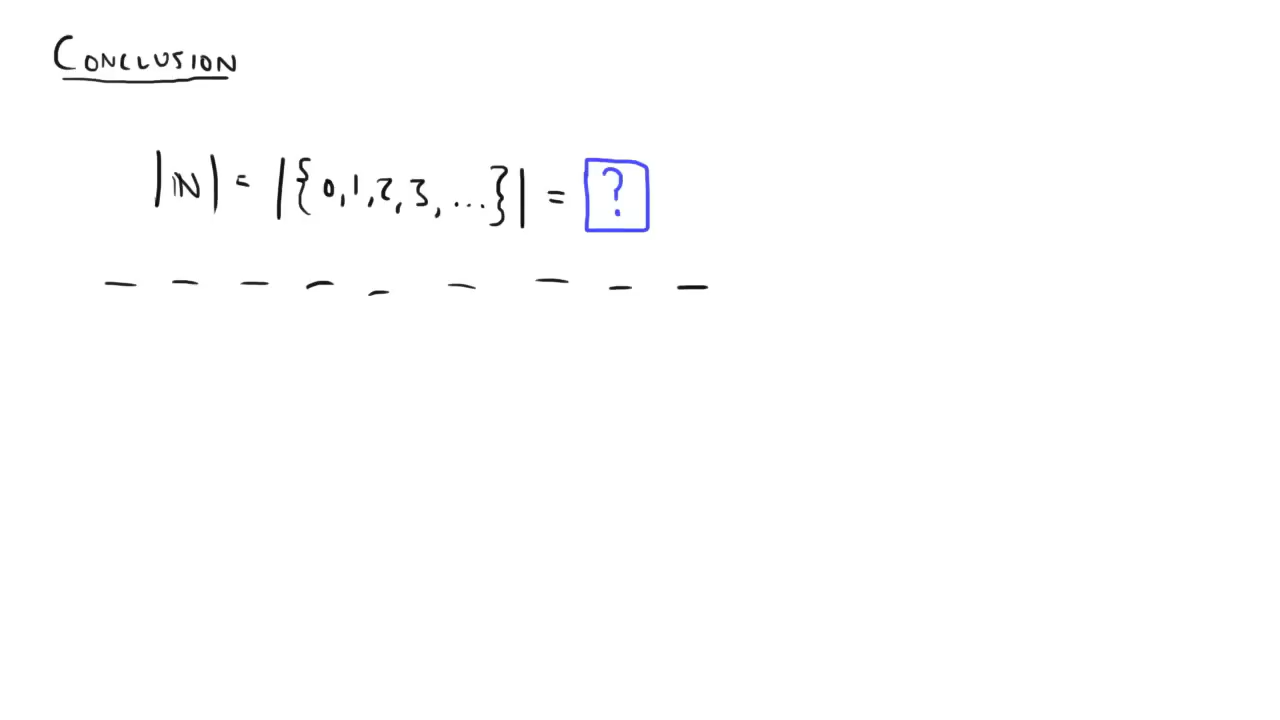 CONCLUSION
|ℕ| = |{0,1,2,3,...}| = ?